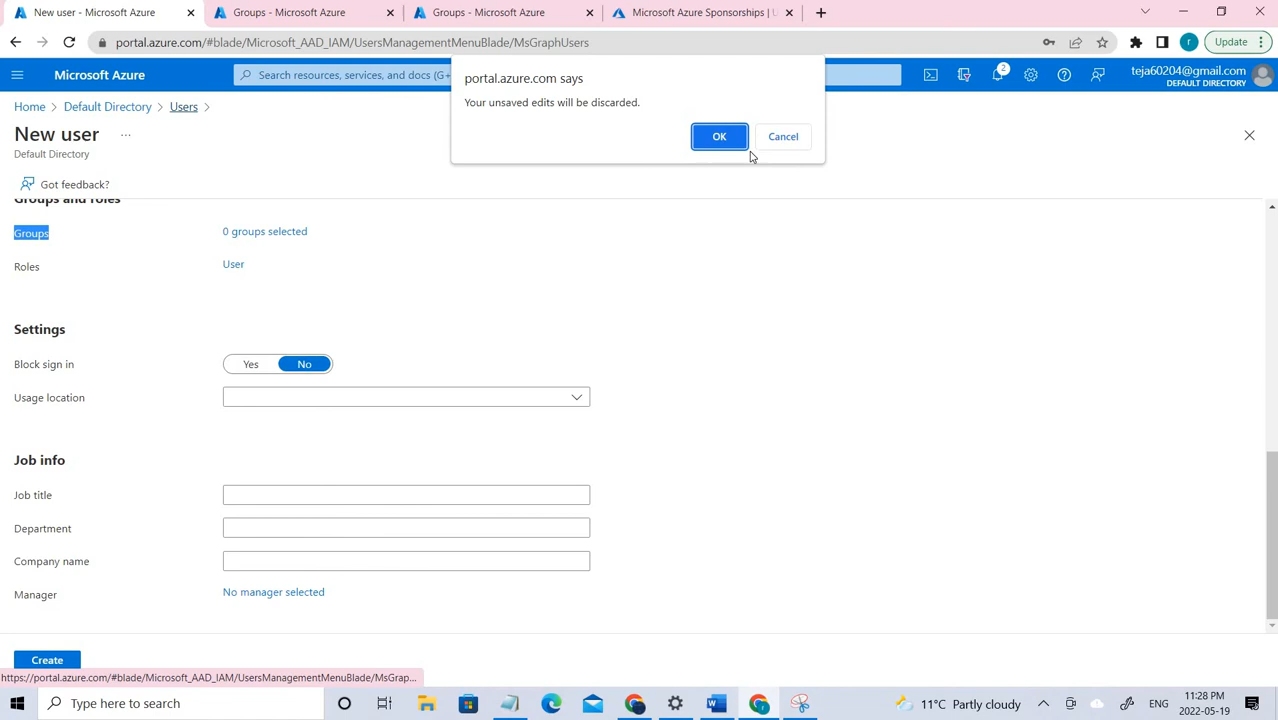 New user - Microsoft Azure
Groups - Microsoft Azure
Groups - Microsoft Azure
Microsoft Azure Sponsorships | U
portal.azure.com/#blade/Microsoft_AAD_IAM/UsersManagementMenuBlade/MsGraphUsers
r
Update
portal.azure.com says
Your unsaved edits will be discarded.
OK
Cancel
Microsoft Azure
Search resources, services, and docs (G+
2
teja60204@gmail.com
DEFAULT DIRECTORY
Home > Default Directory > Users >
New user
Default Directory
Got feedback?
Groups and roles
Groups
0 groups selected
Roles
User
Settings
Block sign in
Yes
No
Usage location
Job info
Job title
Department
Company name
Manager
No manager selected
Create
https://portal.azure.com/#blade/Microsoft_AAD_IAM/UsersManagementMenuBlade/MsGrap...
Type here to search
11°C Partly cloudy
ENG
11:28 PM
2022-05-19